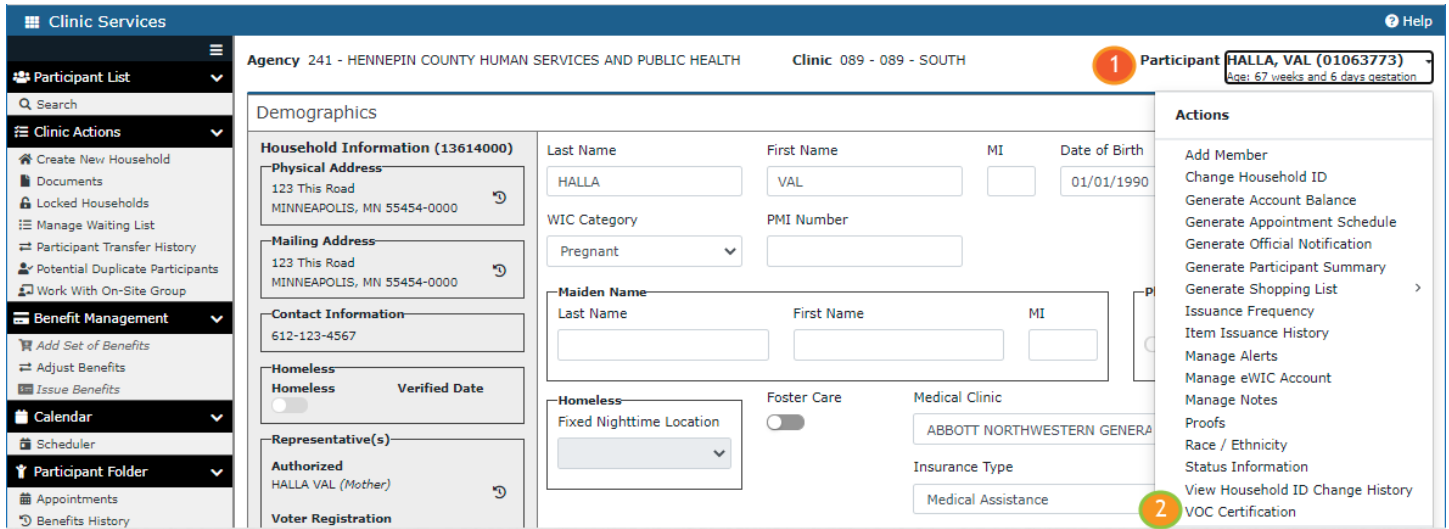 Clinic Services
Help
Participant List
Search
Clinic Actions
Create New Household
Documents
Locked Households
Manage Waiting List
Participant Transfer History
Potential Duplicate Participants
Work With On-Site Group
Benefit Management
Add Set of Benefits
Adjust Benefits
Issue Benefits
Calendar
Scheduler
Participant Folder
Appointments
Benefits History
Agency 241 - HENNEPIN COUNTY HUMAN SERVICES AND PUBLIC HEALTH
Clinic 089 - 089 - SOUTH
1
Participant HALLA, VAL (01063773)
Age: 67 weeks and 6 days gestation
Demographics
Household Information (13614000)
Physical Address
123 This Road
MINNEAPOLIS, MN 55454-0000
Mailing Address
123 This Road
MINNEAPOLIS, MN 55454-0000
Contact Information
612-123-4567
Homeless
Homeless Verified Date
Representative(s)
Authorized
HALLA VAL (Mother)
Voter Registration
Last Name First Name MI Date of Birth
HALLA VAL 01/01/1990
WIC Category PMI Number
Pregnant
Maiden Name
Last Name First Name MI
Pl
Homeless
Fixed Nighttime Location
Foster Care
Medical Clinic
ABBOTT NORTHWESTERN GENERA
Insurance Type
Medical Assistance
Actions
Add Member
Change Household ID
Generate Account Balance
Generate Appointment Schedule
Generate Official Notification
Generate Participant Summary
Generate Shopping List
Issuance Frequency
Item Issuance History
Manage Alerts
Manage eWIC Account
Manage Notes
Proofs
Race / Ethnicity
Status Information
View Household ID Change History
2
VOC Certification